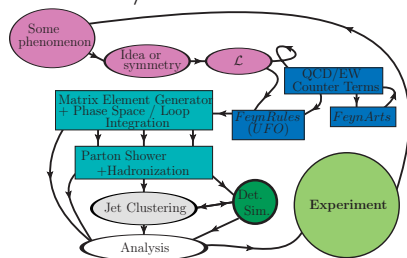 Some
phenomenon
Idea or
symmetry
ℒ
QCD/EW
Counter Terms
Matrix Element Generator
+ Phase Space / Loop
Integration
FeynRules
(UFO)
FeynArts
Parton Shower
+Hadronization
Jet Clustering
Det.
Sim.
Experiment
Analysis